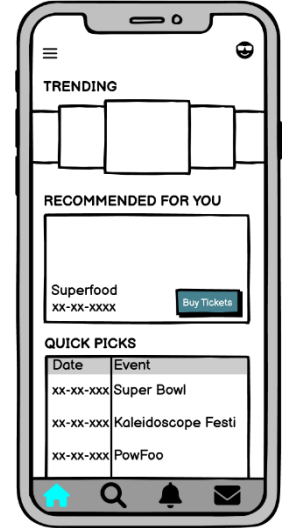 TRENDING
RECOMMENDED FOR YOU
Superfood
xx-xx-xxxx
Buy Tickets
QUICK PICKS
Date Event
xx-xx-xxx Super Bowl
xx-xx-xxx Kaleidoscope Festi
xx-xx-xxx PowFoo